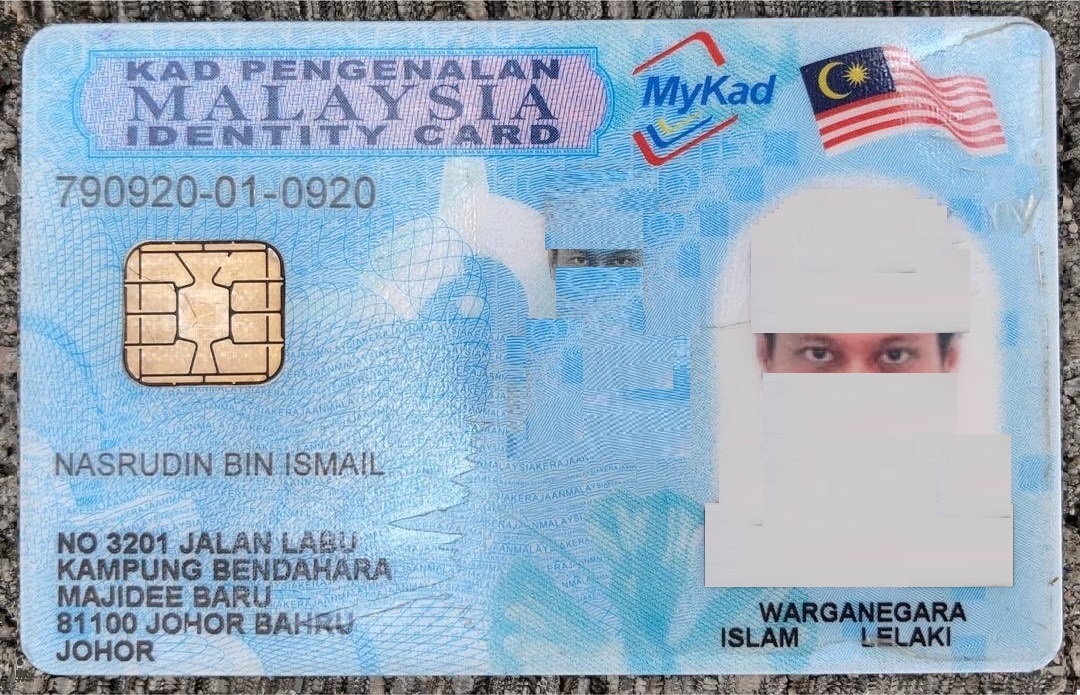 KAD PENGENALAN
MALAYSIA
IDENTITY CARD
MyKad
790920-01-0920
NASRUDIN BIN ISMAIL
NO 3201 JALAN LABU
KAMPUNG BENDAHARA
MAJIDEE BARU
81100 JOHOR BAHRU
JOHOR
WARGANEGARA
ISLAM LELAKI